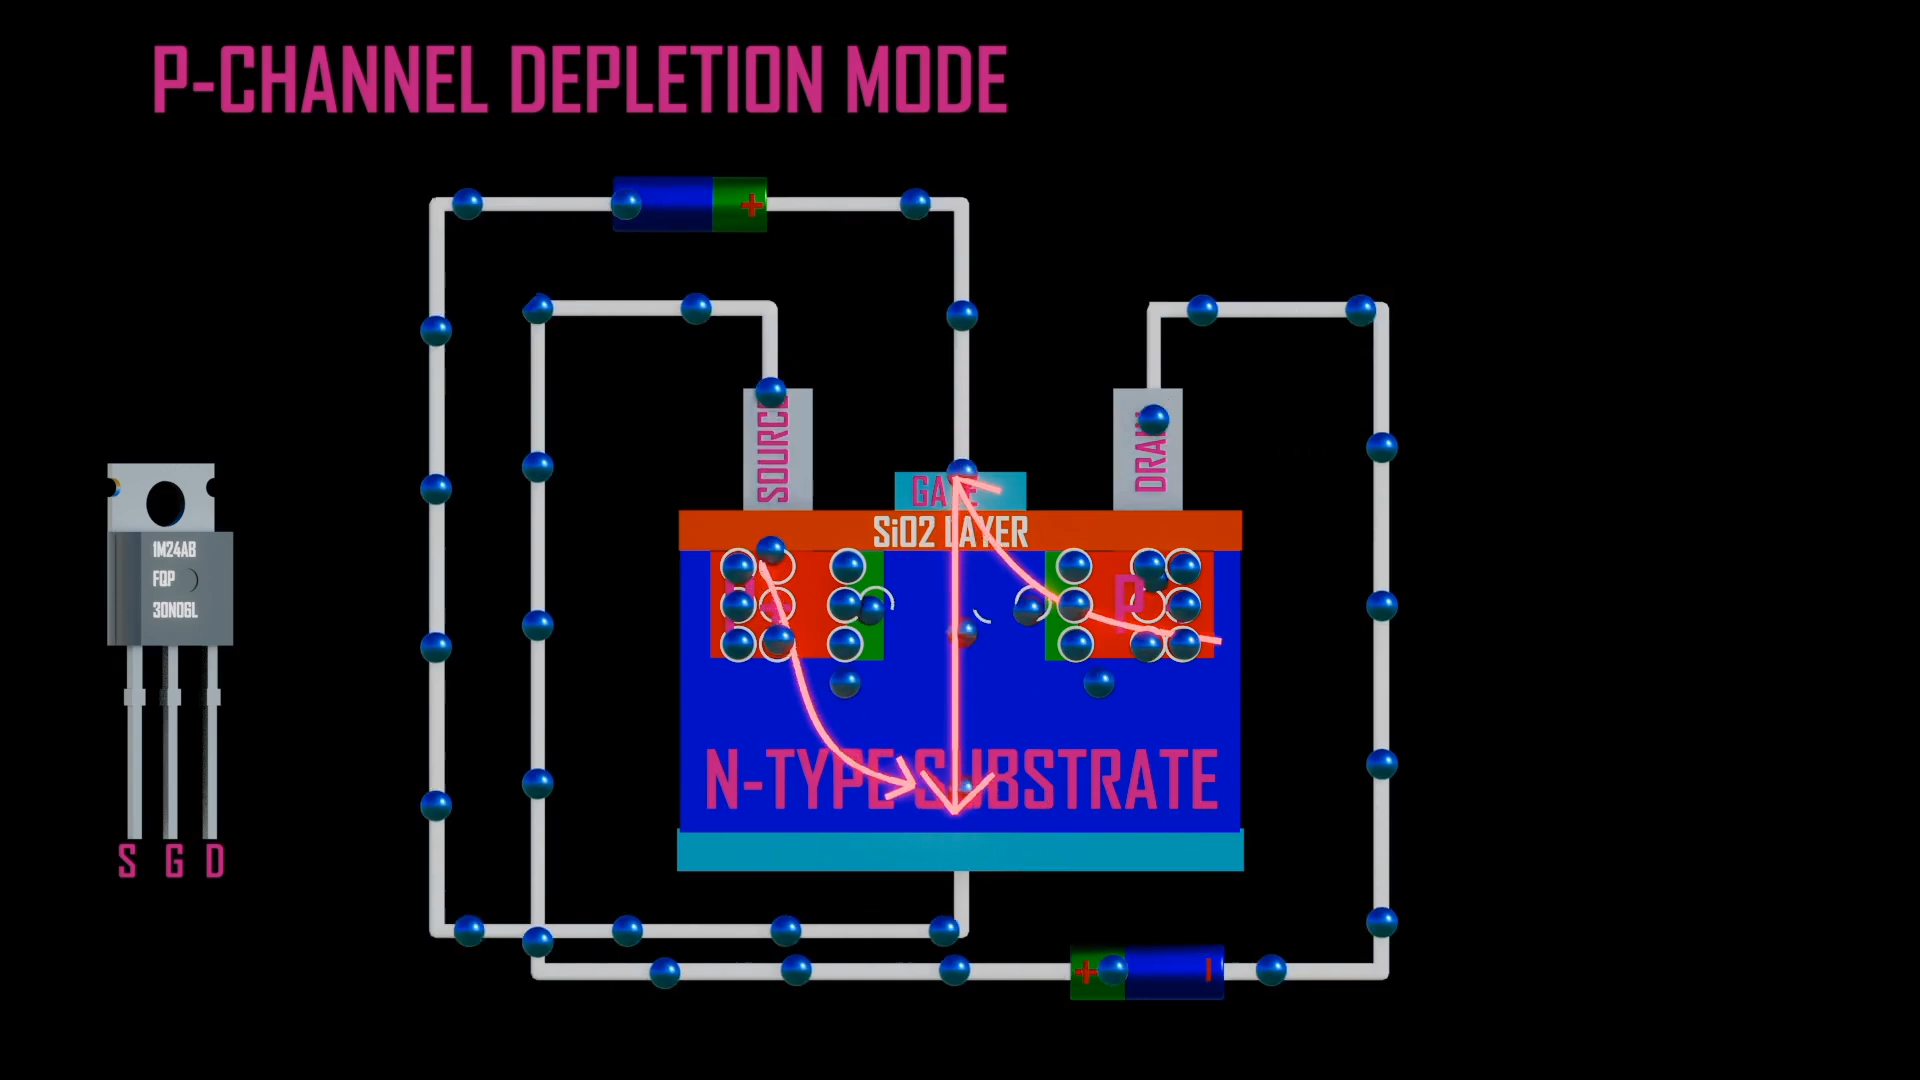 P-CHANNEL DEPLETION MODE
+
SOURCE
DRAIN
GATE
SiO2 LAYER
1M24AB
FQP
30N06L
P
P
N-TYPE SUBSTRATE
S G D
+ -